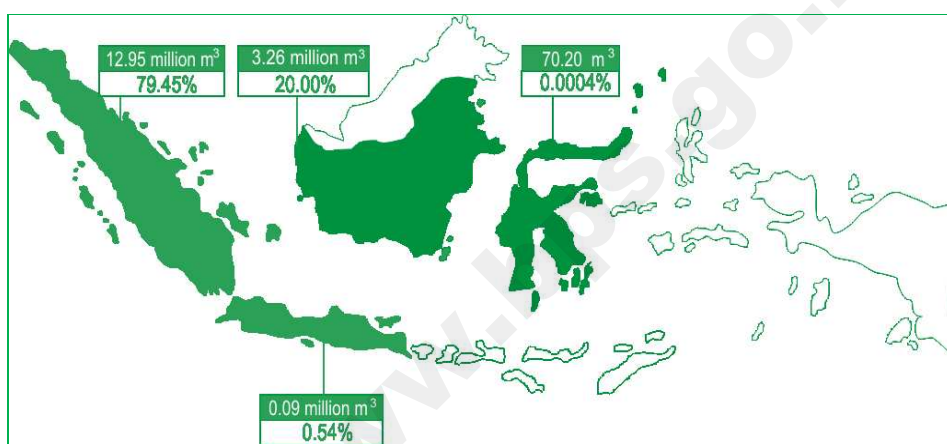 12.95 million m³
79.45%
3.26 million m³
20.00%
70.20 m³
0.0004%
0.09 million m³
0.54%
www.bps.go.